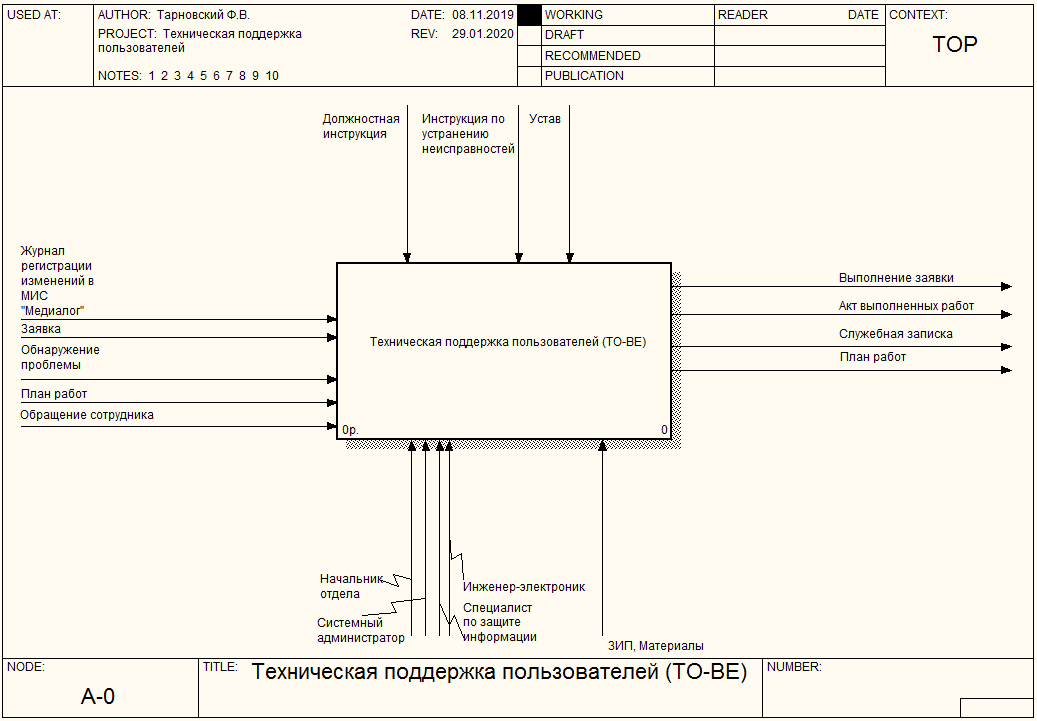 USED AT:
AUTHOR: Тарновский Ф.В.
DATE: 08.11.2019
PROJECT: Техническая поддержка
пользователей
REV: 29.01.2020
NOTES: 1 2 3 4 5 6 7 8 9 10
WORKING
DRAFT
RECOMMENDED
PUBLICATION
READER
DATE
CONTEXT:
TOP
Должностная
инструкция
Инструкция по
устранению
неисправностей
Устав
Журнал
регистрации
изменений в
МИС
"Медиалог"
Заявка
Обнаружение
проблемы
План работ
Обращение сотрудника
Техническая поддержка пользователей (TO-BE)
0р.
0
Выполнение заявки
Акт выполненных работ
Служебная записка
План работ
Начальник
отдела
Системный
администратор
Инженер-электроник
Специалист
по защите
информации
ЗИП, Материалы
NODE:
A-0
TITLE:
Техническая поддержка пользователей (TO-BE)
NUMBER: